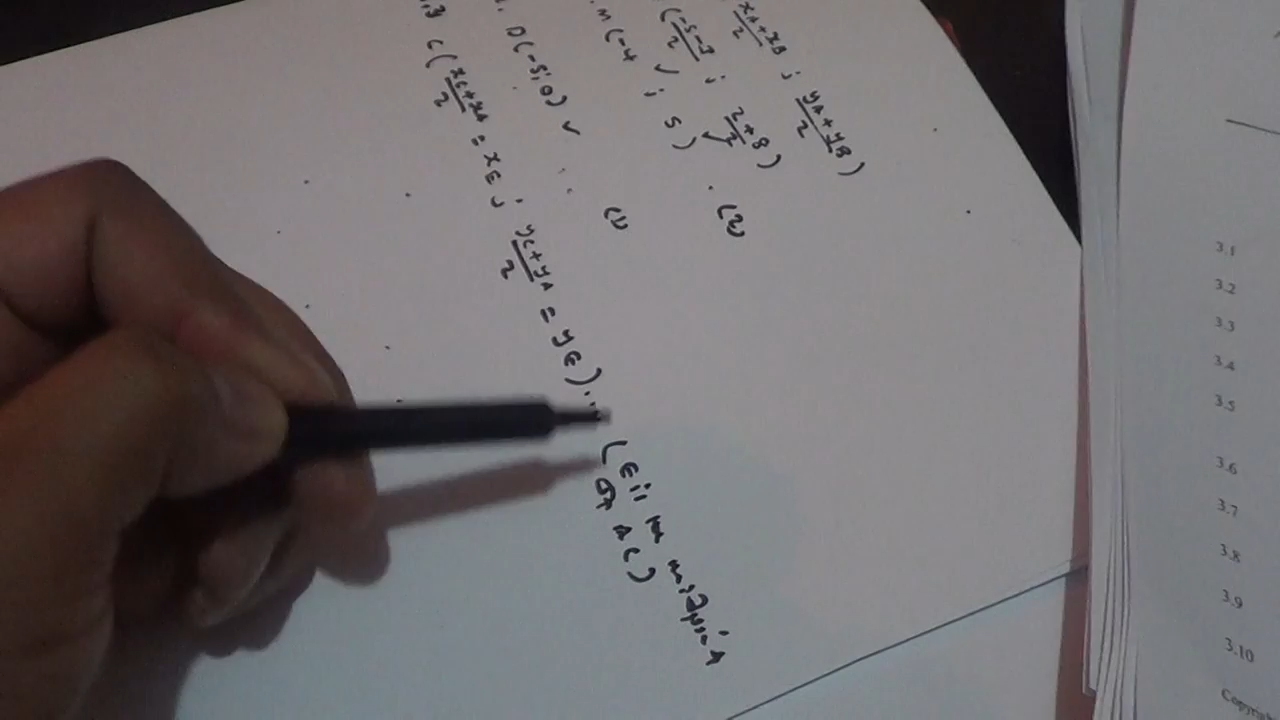 xA + xB / 2 ; yA + yB / 2 )
( -5-3 / 2 ; 2+8 / 2 )
M (-4 ; 5) (2)
D(-5;0) ✓ (1)
C ( xC+xA / 2 = xE ; yC+yA / 2 = yE) ... (E is midpoint
of AC)
3.1
3.2
3.3
3.4
3.5
3.6
3.7
3.8
3.9
3.10